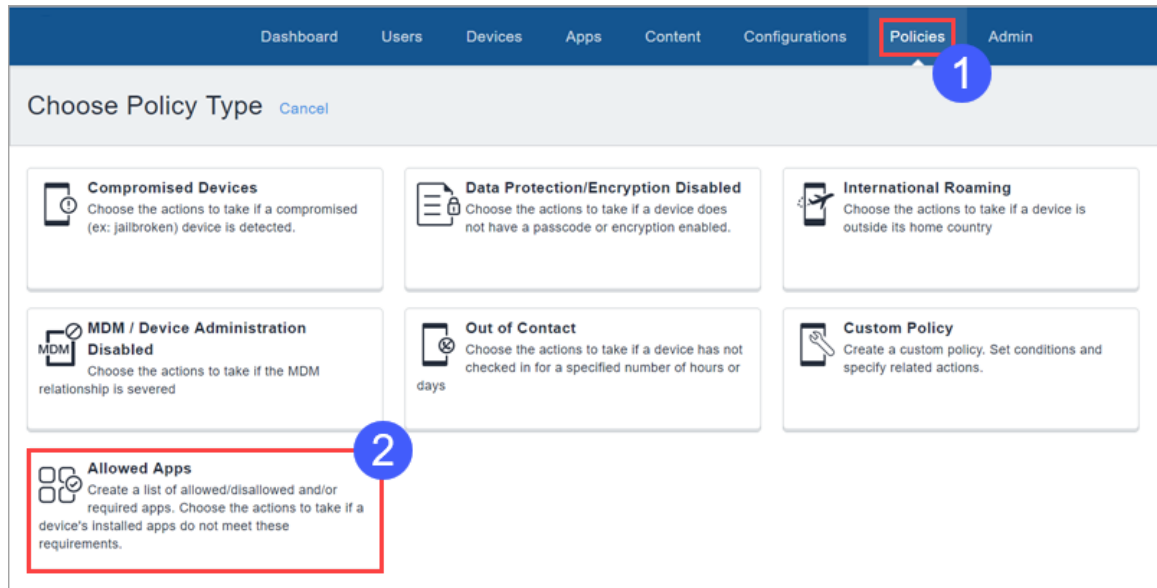 Dashboard Users Devices Apps Content Configurations Policies Admin
1
Choose Policy Type Cancel
Compromised Devices
Choose the actions to take if a compromised
(ex: jailbroken) device is detected.
Data Protection/Encryption Disabled
Choose the actions to take if a device does
not have a passcode or encryption enabled.
International Roaming
Choose the actions to take if a device is
outside its home country
MDM
MDM / Device Administration
Disabled
Choose the actions to take if the MDM
relationship is severed
Out of Contact
Choose the actions to take if a device has not
checked in for a specified number of hours or
days
Custom Policy
Create a custom policy. Set conditions and
specify related actions.
2
Allowed Apps
Create a list of allowed/disallowed and/or
required apps. Choose the actions to take if a
device's installed apps do not meet these
requirements.